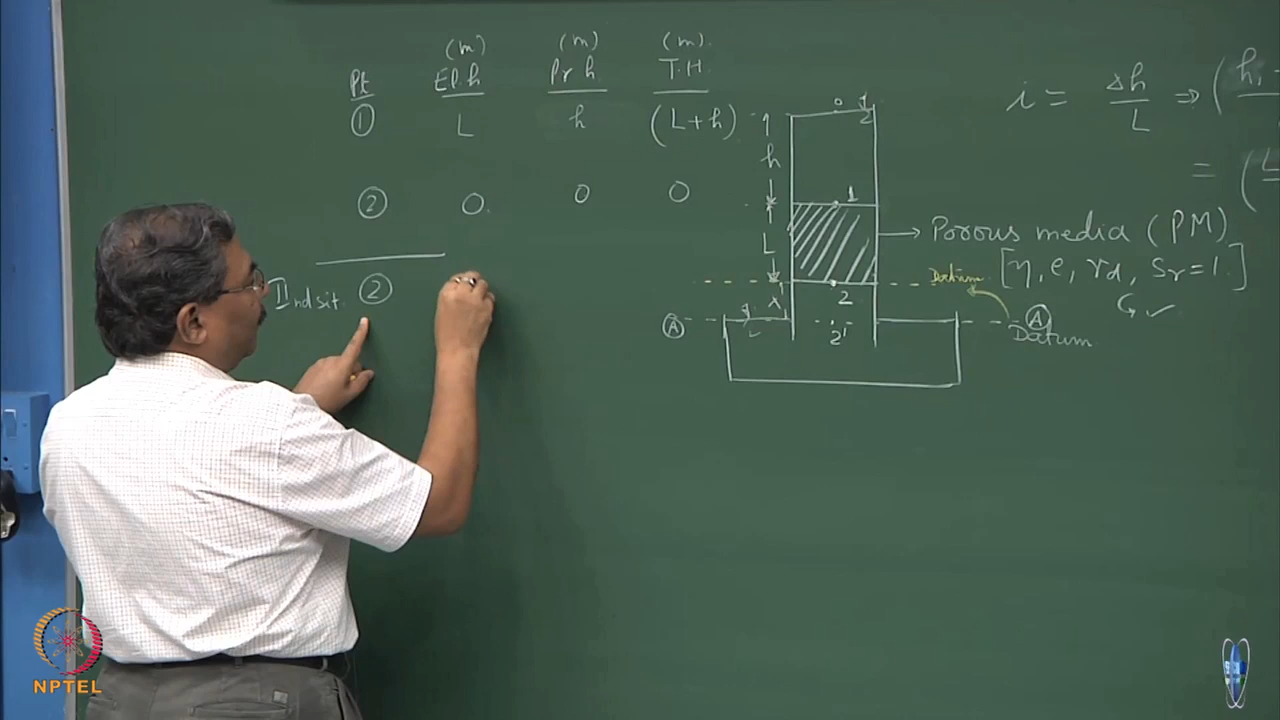 (m) (m) (m).
Pt El.h Pr h T.H
① L h (L+h)
② 0. 0 0
IInd sit. ②
h
L
x
1
2
2'
Porous media (PM)
[η, e, γd, Sr=1.]
Datum
Datum
Ⓐ Ⓐ
i = Δh/L ⇒ (h1 -
= (L
NPTEL